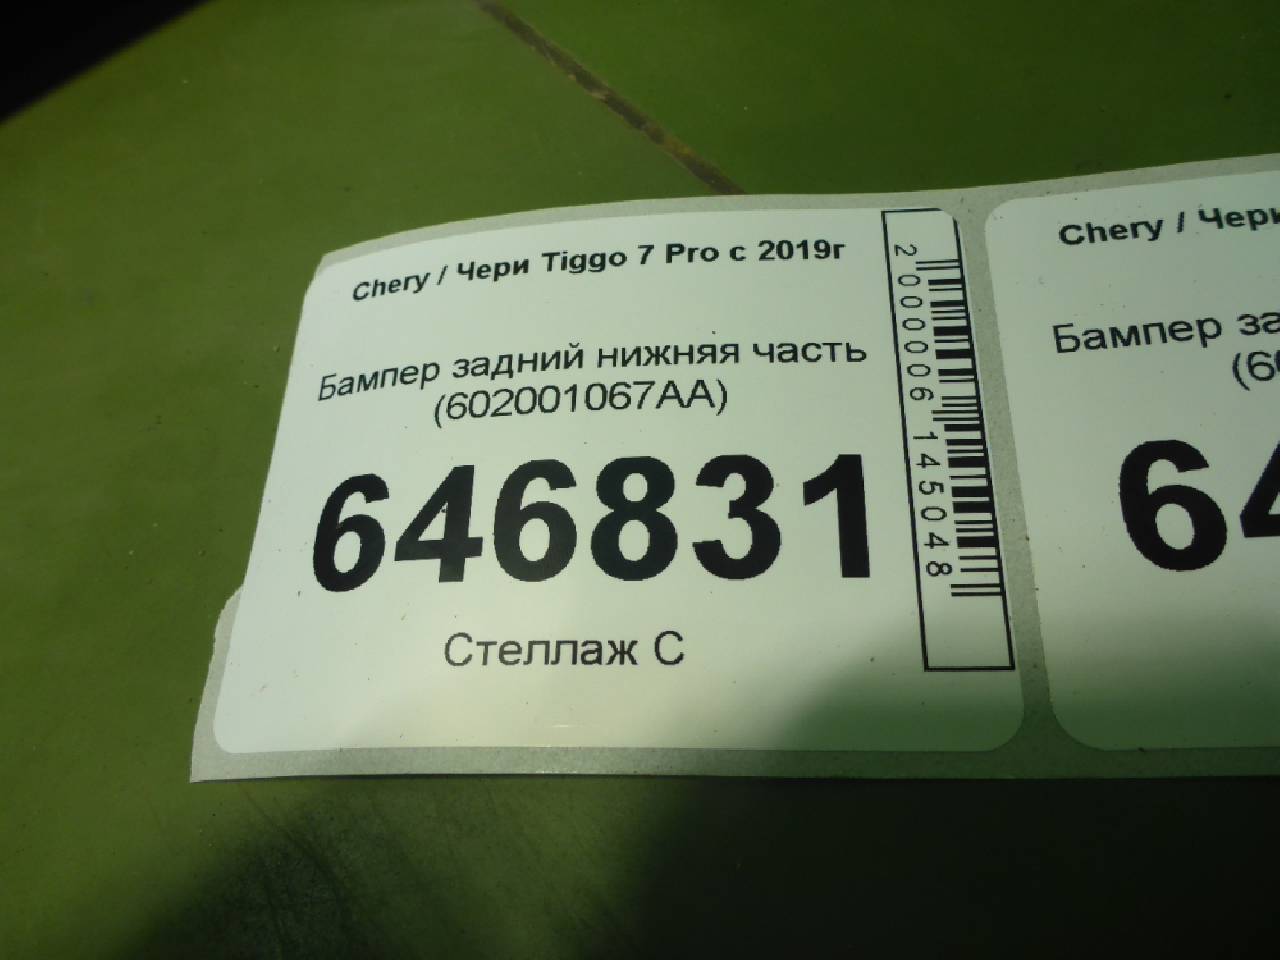 Chery / Чери Tiggo 7 Pro с 2019г
Бампер задний нижняя часть
(602001067AA)
646831
Стеллаж С
2000006145048
Chery / Чери
Бампер за
(60
64